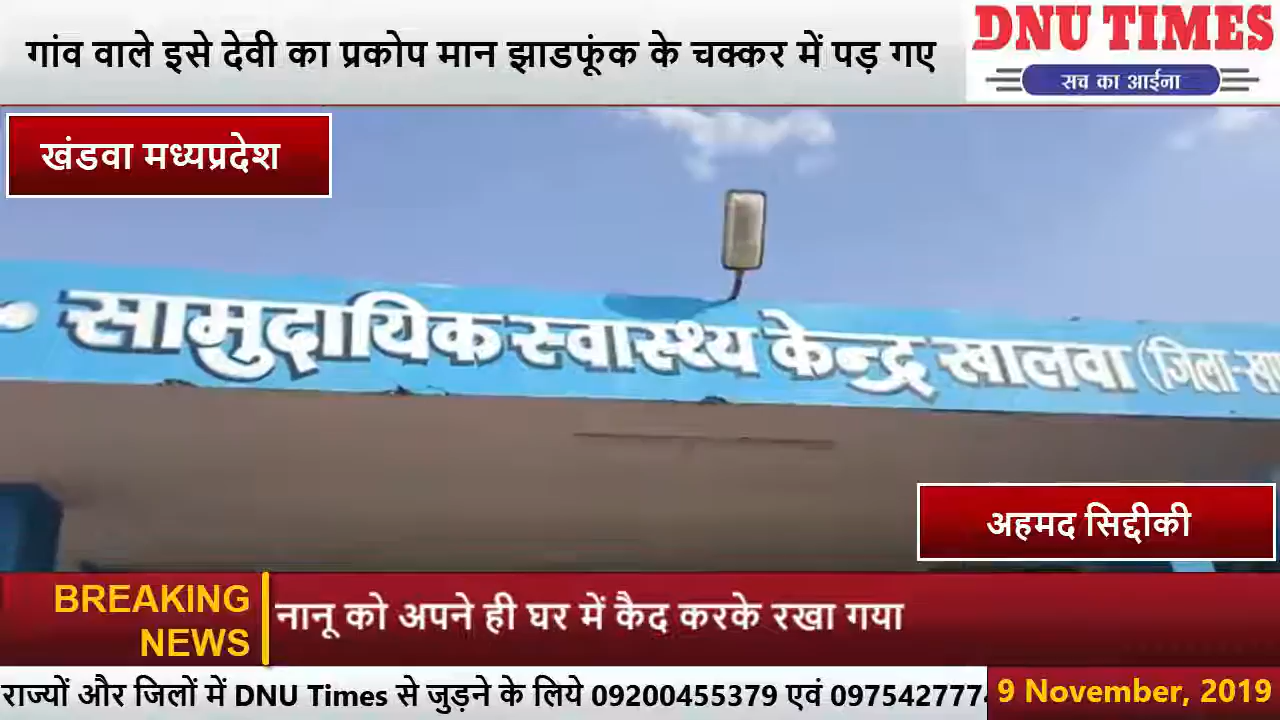 गांव वाले इसे देवी का प्रकोप मान झाडफूंक के चक्कर में पड़ गए
DNU TIMES
सच का आईना
खंडवा मध्यप्रदेश
सामुदायिक स्वास्थ्य केन्द्र खालवा (जिला-
अहमद सिद्दीकी
BREAKING
NEWS
नानू को अपने ही घर में कैद करके रखा गया
राज्यों और जिलों में DNU Times से जुड़ने के लिये 09200455379 एवं 0975427774
9 November, 2019